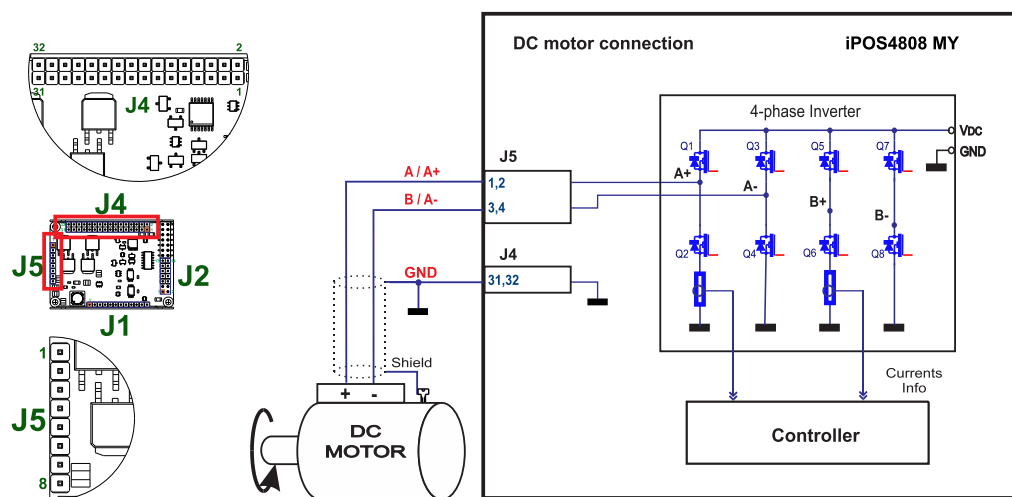 32
2
31
1
J4
J4
J5
J2
J1
1
J5
8
DC motor connection
iPOS4808 MY
4-phase Inverter
VDC
GND
Q1
Q3
Q5
Q7
A+
A-
B+
B-
Q2
Q4
Q6
Q8
J5
A / A+
1,2
B / A-
3,4
J4
GND
31,32
Shield
Currents
Info
Controller
+ -
DC
MOTOR